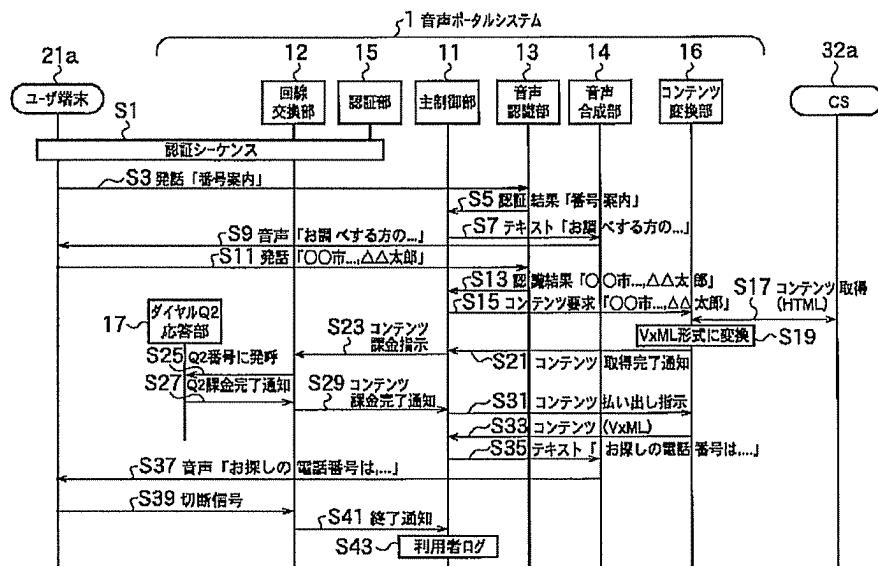 1 音声ポータルシステム
21a
12
15
11
13
14
16
32a
ユーザ端末
回線
交換部
認証部
主制御部
音声
認識部
音声
合成部
コンテンツ
変換部
CS
S1
認証シーケンス
S3 発話「番号案内」
S5 認証結果「番号案内」
S7 テキスト「お調べする方の...」
S9 音声「お調べする方の...」
S11 発話「〇〇市...,△△太郎」
S13 認識結果「〇〇市...,△△太郎」
S15 コンテンツ要求「〇〇市...,△△太郎」
S17 コンテンツ取得
(HTML)
ダイヤルQ2
応答部
17
VxML形式に変換
S19
S23 コンテンツ
課金指示
S21 コンテンツ取得完了通知
S25 Q2番号に発呼
S27 Q2課金完了通知
S29 コンテンツ
課金完了通知
S31 コンテンツ払い出し指示
S33 コンテンツ(VxML)
S35 テキスト「お探しの電話番号は,...」
S37 音声「お探しの電話番号は,...」
S39 切断信号
S41 終了通知
S43
利用者ログ